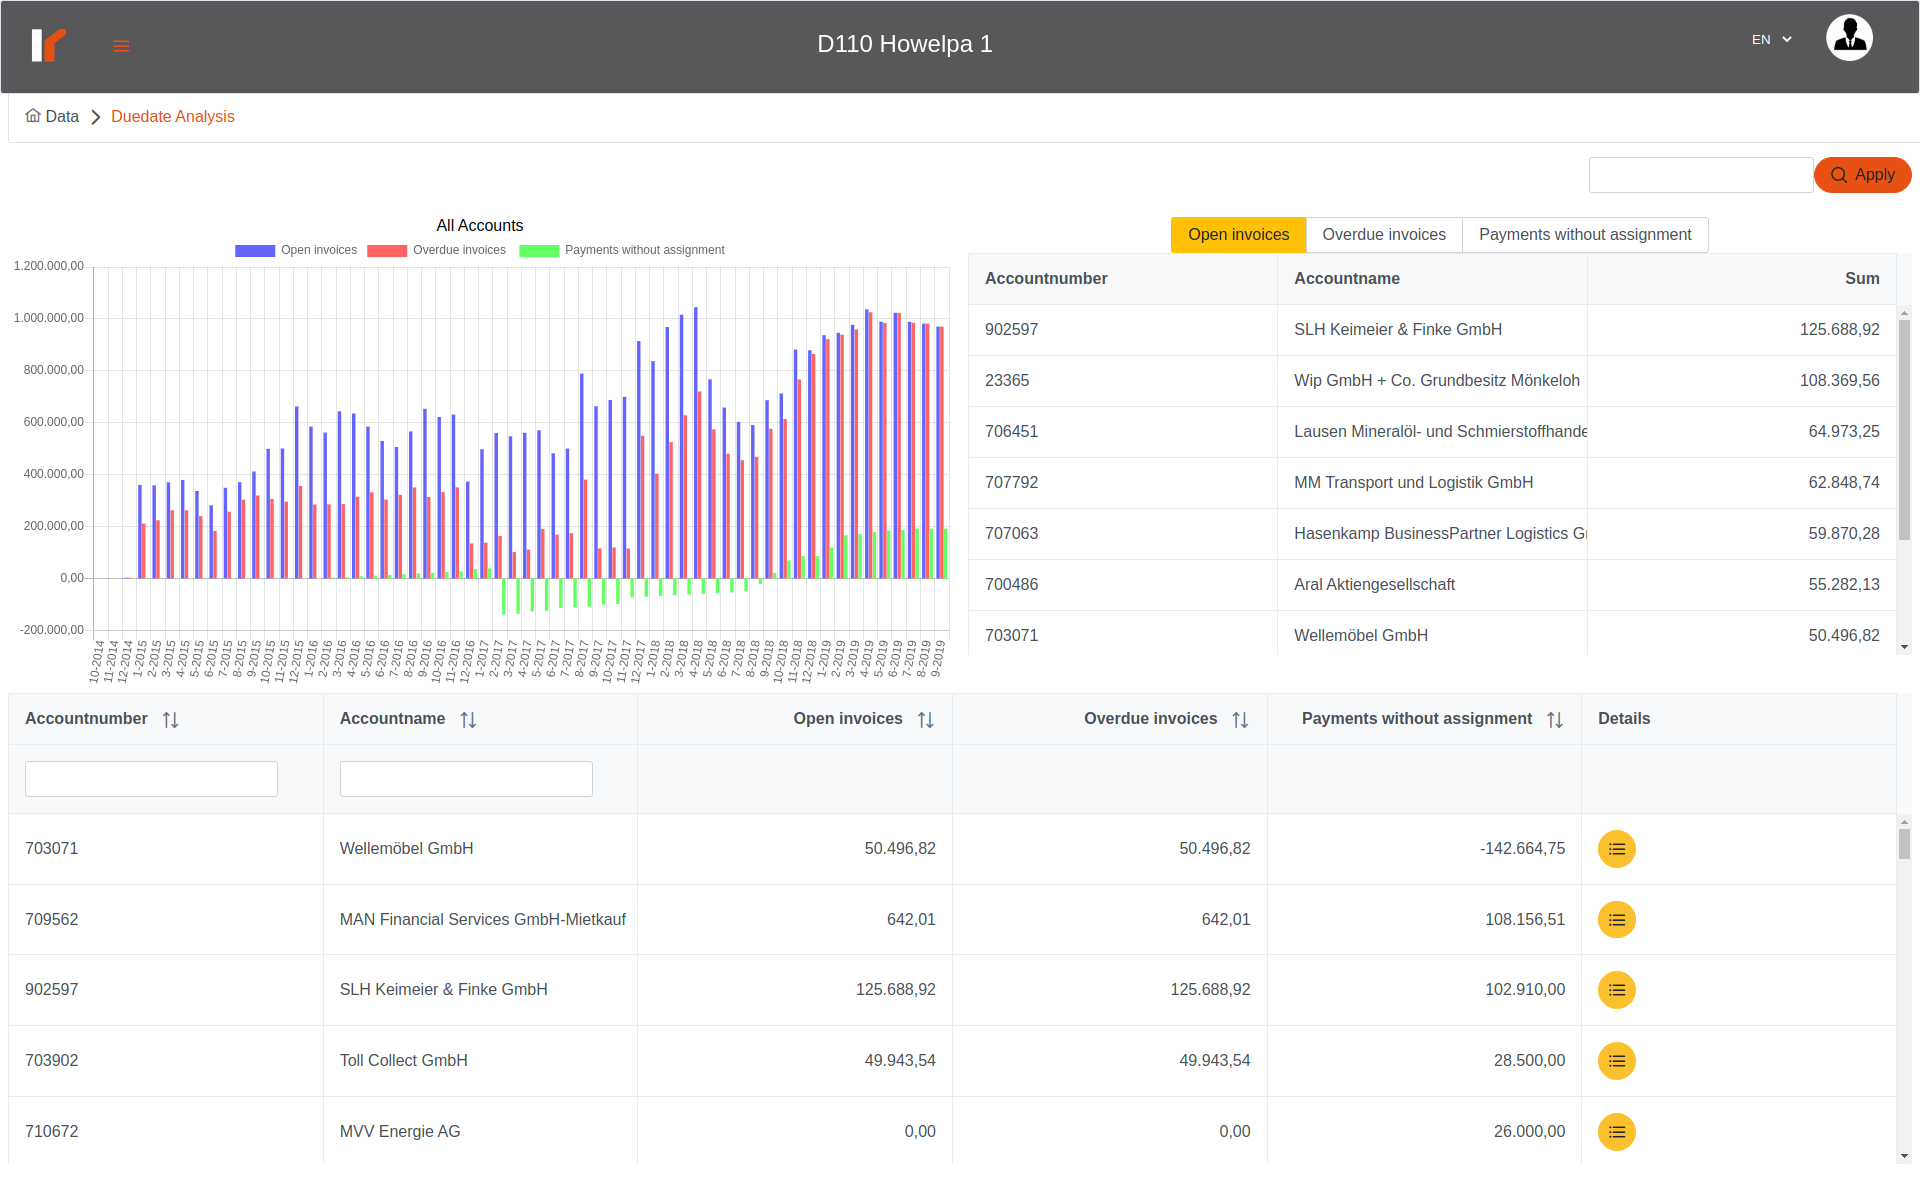 D110 Howelpa 1
EN
Data
Duedate Analysis
Apply
All Accounts
Open invoices Overdue invoices Payments without assignment
1.200.000,00
1.000.000,00
800.000,00
600.000,00
400.000,00
200.000,00
0,00
-200.000,00
10-2014 11-2014 12-2014 1-2015 2-2015 3-2015 4-2015 5-2015 6-2015 7-2015 8-2015 9-2015 10-2015 11-2015 12-2015 1-2016 2-2016 3-2016 4-2016 5-2016 6-2016 7-2016 8-2016 9-2016 10-2016 11-2016 12-2016 1-2017 2-2017 3-2017 4-2017 5-2017 6-2017 7-2017 8-2017 9-2017 10-2017 11-2017 12-2017 1-2018 2-2018 3-2018 4-2018 5-2018 6-2018 7-2018 8-2018 9-2018 10-2018 11-2018 12-2018 1-2019 2-2019 3-2019 4-2019 5-2019 6-2019 7-2019 8-2019 9-2019
Open invoices Overdue invoices Payments without assignment
Accountnumber Accountname Sum
902597 SLH Keimeier & Finke GmbH 125.688,92
23365 Wip GmbH + Co. Grundbesitz Mönkeloh 108.369,56
706451 Lausen Mineralöl- und Schmierstoffhande 64.973,25
707792 MM Transport und Logistik GmbH 62.848,74
707063 Hasenkamp BusinessPartner Logistics G 59.870,28
700486 Aral Aktiengesellschaft 55.282,13
703071 Wellemöbel GmbH 50.496,82
Accountnumber Accountname Open invoices Overdue invoices Payments without assignment Details
703071 Wellemöbel GmbH 50.496,82 50.496,82 -142.664,75
709562 MAN Financial Services GmbH-Mietkauf 642,01 642,01 108.156,51
902597 SLH Keimeier & Finke GmbH 125.688,92 125.688,92 102.910,00
703902 Toll Collect GmbH 49.943,54 49.943,54 28.500,00
710672 MVV Energie AG 0,00 0,00 26.000,00